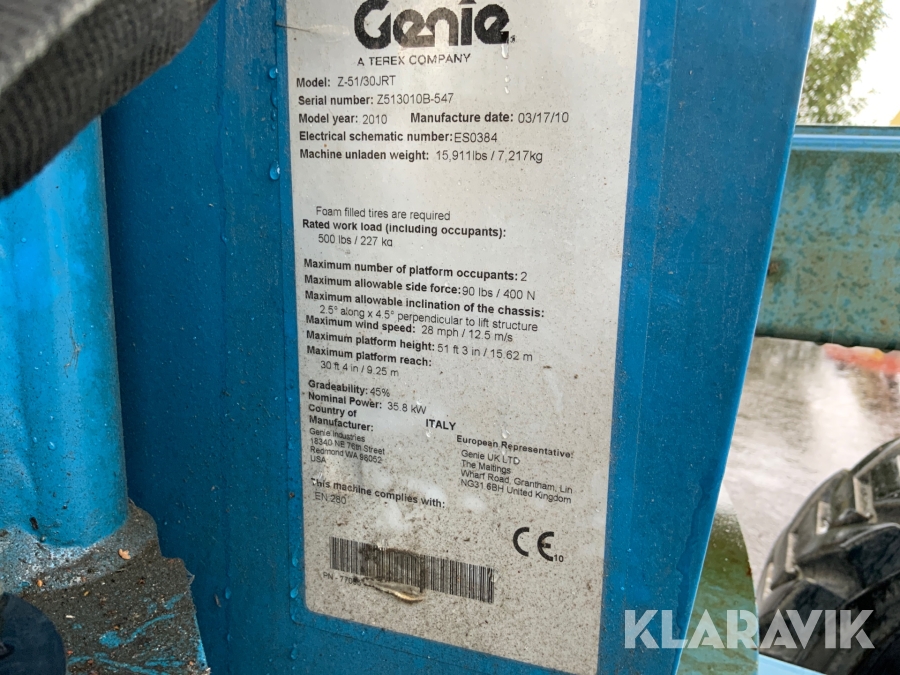 Genie
A TEREX COMPANY
Model: Z-51/30JRT
Serial number: Z513010B-547
Model year: 2010 Manufacture date: 03/17/10
Electrical schematic number: ES0384
Machine unladen weight: 15,911lbs / 7,217kg
Foam filled tires are required
Rated work load (including occupants):
500 lbs / 227 kg
Maximum number of platform occupants: 2
Maximum allowable side force: 90 lbs / 400 N
Maximum allowable inclination of the chassis:
2.5° along x 4.5° perpendicular to lift structure
Maximum wind speed: 28 mph / 12.5 m/s
Maximum platform height: 51 ft 3 in / 15.62 m
Maximum platform reach:
30 ft 4 in / 9.25 m
Gradeability: 45%
Nominal Power: 35.8 kW
Country of
Manufacturer: ITALY
Genie Industries
18340 NE 76th Street
Redmond WA 98052
USA
European Representative:
Genie UK LTD
The Maltings
Wharf Road, Grantham, Lin
NG31 6BH United Kingdom
This machine complies with:
EN 280
CE 10
PN -
KLARAVIK